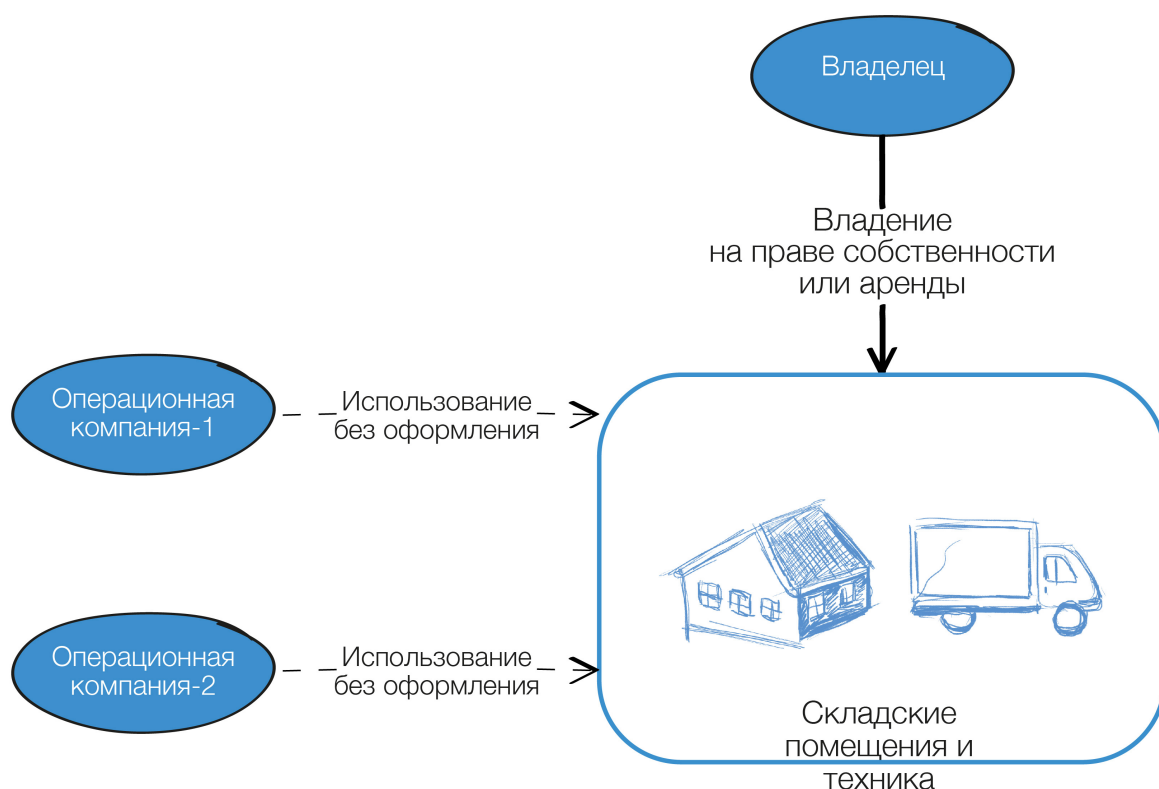 Владелец
Владение
на праве собственности
или аренды
Операционная
компания-1
Использование
без оформления
Операционная
компания-2
Использование
без оформления
Складские
помещения и
техника